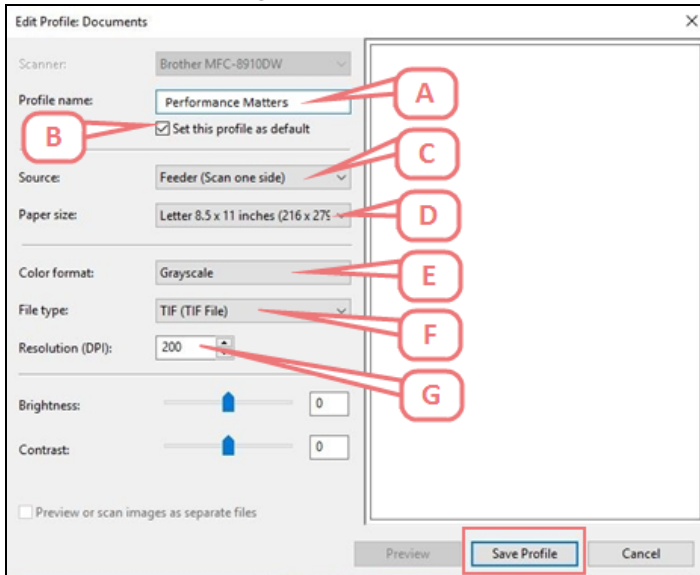 Edit Profile: Documents
Scanner: Brother MFC-8910DW
Profile name: Performance Matters A
B Set this profile as default
C
Source: Feeder (Scan one side)
Paper size: Letter 8.5 x 11 inches (216 x 279 D
Color format: Grayscale E
File type: TIF (TIF File) F
Resolution (DPI): 200
G
Brightness: 0
Contrast: 0
Preview or scan images as separate files
Preview Save Profile Cancel